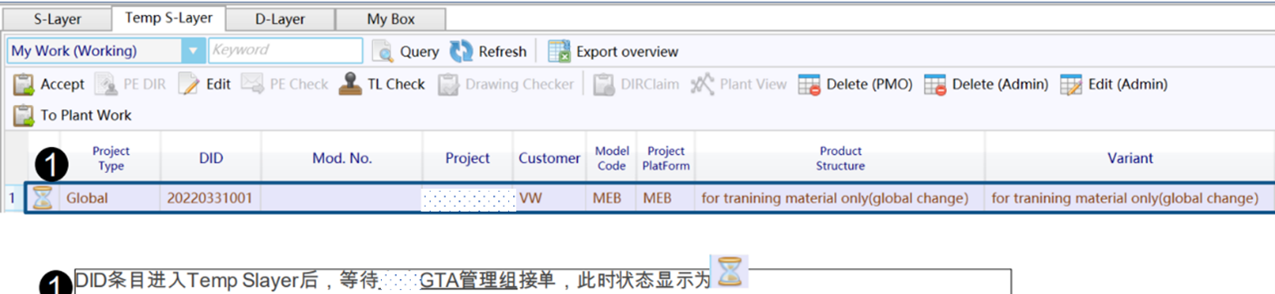 S-Layer Temp S-Layer D-Layer My Box
My Work (Working) Keyword Query Refresh Export overview
Accept PE DIR Edit PE Check TL Check Drawing Checker DIRClaim Plant View Delete (PMO) Delete (Admin) Edit (Admin)
To Plant Work
1 Project Type DID Mod. No. Project Customer Model Code Project PlatForm Product Structure Variant
1 Global 20220331001 VW MEB MEB for tranining material only(global change) for tranining material only(global change)
1 DID条目进入Temp Slayer后，等待 GTA管理组接单，此时状态显示为